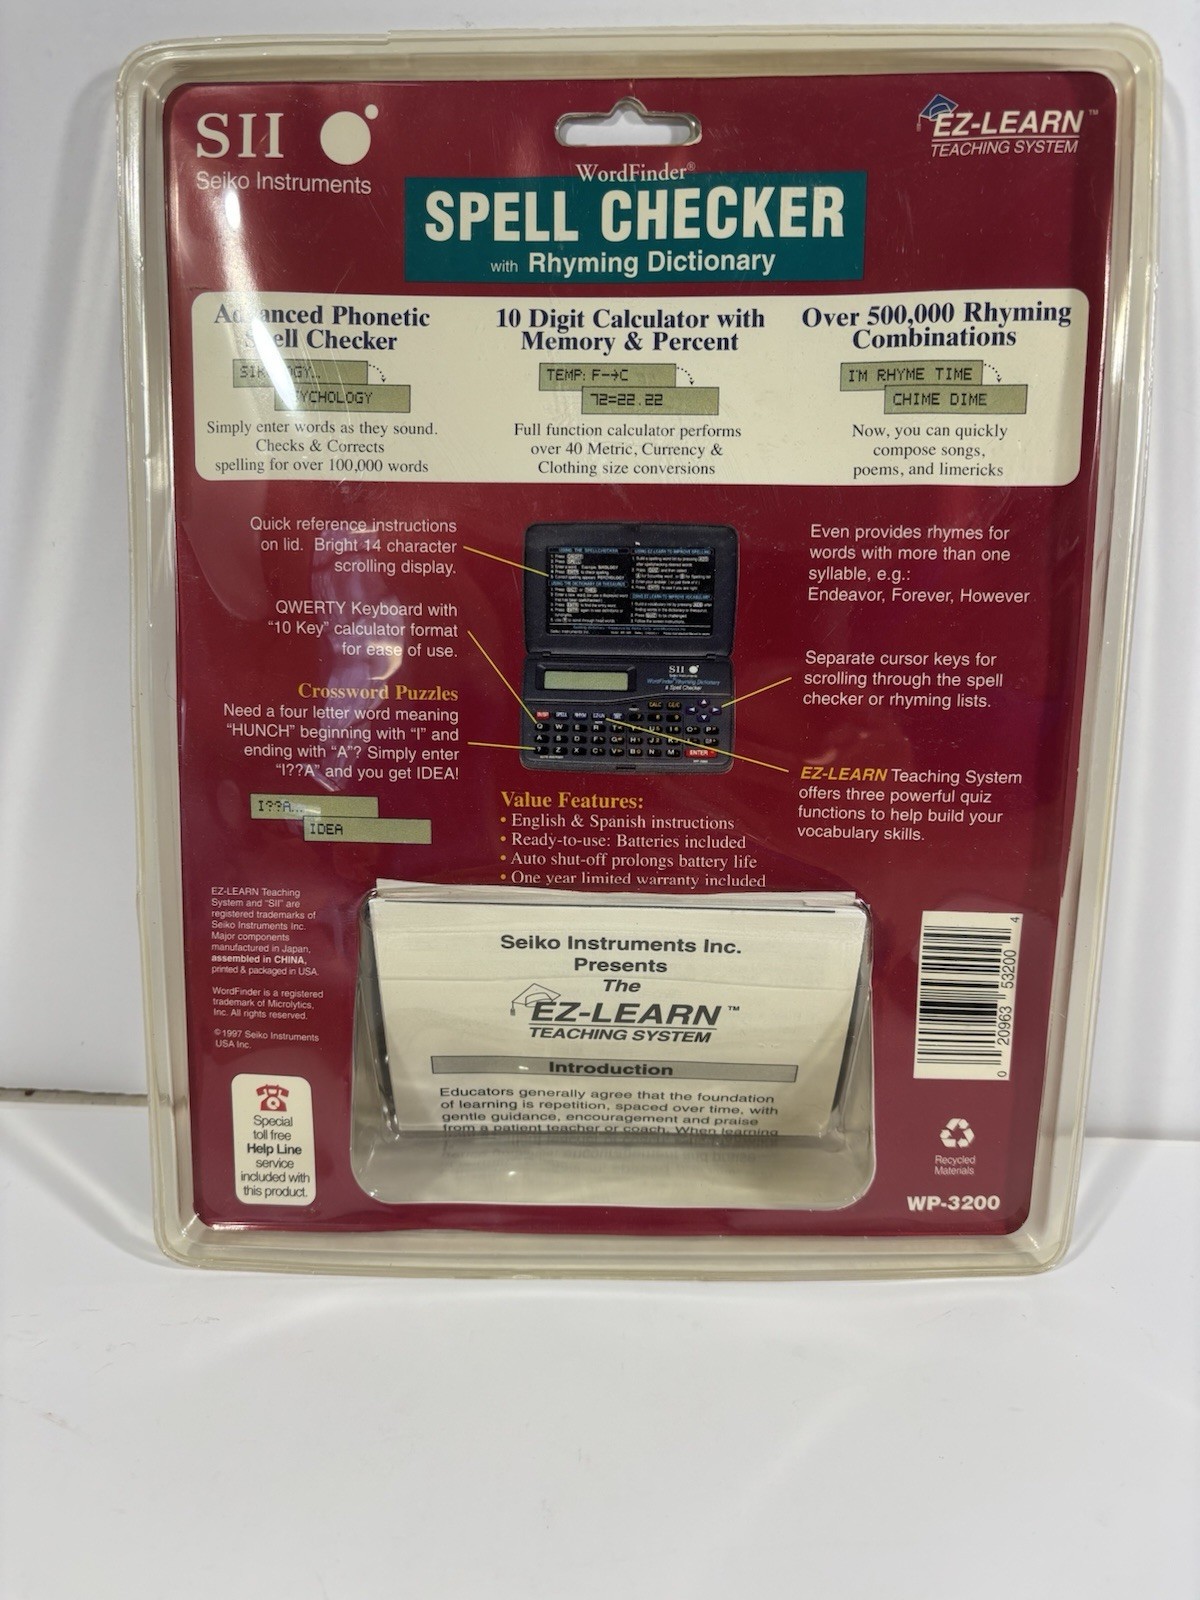 SII
Seiko Instruments
EZ-LEARN™
TEACHING SYSTEM
WordFinder®
SPELL CHECKER
with Rhyming Dictionary
Advanced Phonetic
Spell Checker
PSYCHOLOGY
Simply enter words as they sound.
Checks & Corrects
spelling for over 100,000 words
10 Digit Calculator with
Memory & Percent
TEMP: F→C
72=22.22
Full function calculator performs
over 40 Metric, Currency &
Clothing size conversions
Over 500,000 Rhyming
Combinations
I'M RHYME TIME
CHIME DIME
Now, you can quickly
compose songs,
poems, and limericks
Quick reference instructions
on lid. Bright 14 character
scrolling display.
QWERTY Keyboard with
"10 Key" calculator format
for ease of use.
Crossword Puzzles
Need a four letter word meaning
"HUNCH" beginning with "I" and
ending with "A"? Simply enter
"I??A" and you get IDEA!
I??A...
IDEA
SII
Even provides rhymes for
words with more than one
syllable, e.g.:
Endeavor, Forever, However
Separate cursor keys for
scrolling through the spell
checker or rhyming lists.
EZ-LEARN Teaching System
offers three powerful quiz
functions to help build your
vocabulary skills.
Value Features:
• English & Spanish instructions
• Ready-to-use: Batteries included
• Auto shut-off prolongs battery life
• One year limited warranty included
EZ-LEARN Teaching
System and "SII" are
registered trademarks of
Seiko Instruments Inc.
Major components
manufactured in Japan,
assembled in CHINA,
printed & packaged in USA.
WordFinder is a registered
trademark of Microlytics,
Inc. All rights reserved.
©1997 Seiko Instruments
USA Inc.
Special
toll free
Help Line
service
included with
this product.
Seiko Instruments Inc.
Presents
The
EZ-LEARN™
TEACHING SYSTEM
Introduction
Educators generally agree that the foundation
of learning is repetition, spaced over time, with
gentle guidance, encouragement and praise
from a patient teacher or coach. When learning
0 20963 53200 4
Recycled
Materials
WP-3200